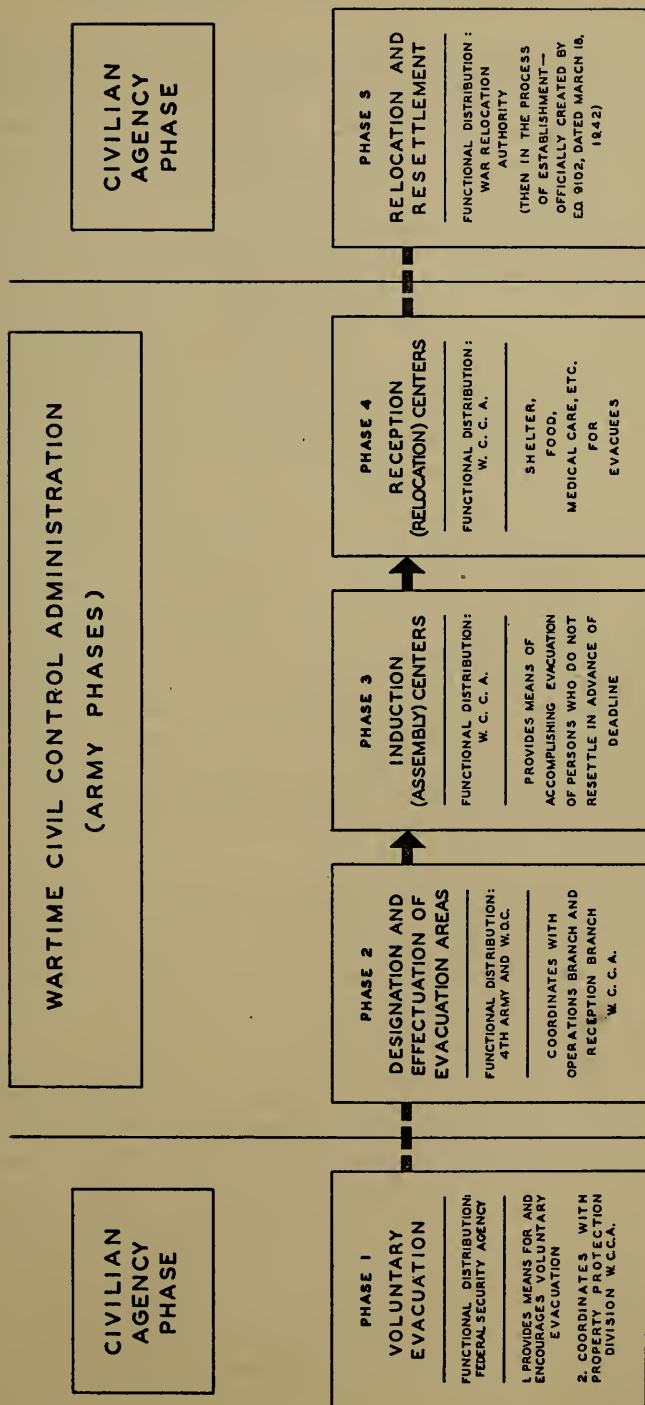 CIVILIAN
AGENCY
PHASE
WARTIME CIVIL CONTROL ADMINISTRATION
(ARMY PHASES)
CIVILIAN
AGENCY
PHASE
PHASE 1
VOLUNTARY
EVACUATION
FUNCTIONAL DISTRIBUTION:
FEDERAL SECURITY AGENCY
1. PROVIDES MEANS FOR AND
ENCOURAGES VOLUNTARY
EVACUATION
2. COORDINATES WITH
PROPERTY PROTECTION
DIVISION W.C.C.A.
PHASE 2
DESIGNATION AND
EFFECTUATION OF
EVACUATION AREAS
FUNCTIONAL DISTRIBUTION:
4TH ARMY AND W.D.C.
COORDINATES WITH
OPERATIONS BRANCH AND
RECEPTION BRANCH
W. C. C. A.
PHASE 3
INDUCTION
(ASSEMBLY) CENTERS
FUNCTIONAL DISTRIBUTION:
W. C. C. A.
PROVIDES MEANS OF
ACCOMPLISHING EVACUATION
OF PERSONS WHO DO NOT
RESETTLE IN ADVANCE OF
DEADLINE
PHASE 4
RECEPTION
(RELOCATION) CENTERS
FUNCTIONAL DISTRIBUTION:
W. C. C. A.
SHELTER,
FOOD,
MEDICAL CARE, ETC.
FOR
EVACUEES
PHASE 5
RELOCATION AND
RESETTLEMENT
FUNCTIONAL DISTRIBUTION:
WAR RELOCATION
AUTHORITY
(THEN IN THE PROCESS
OF ESTABLISHMENT—
OFFICIALLY CREATED BY
E.O. 9102, DATED MARCH 18,
1942)